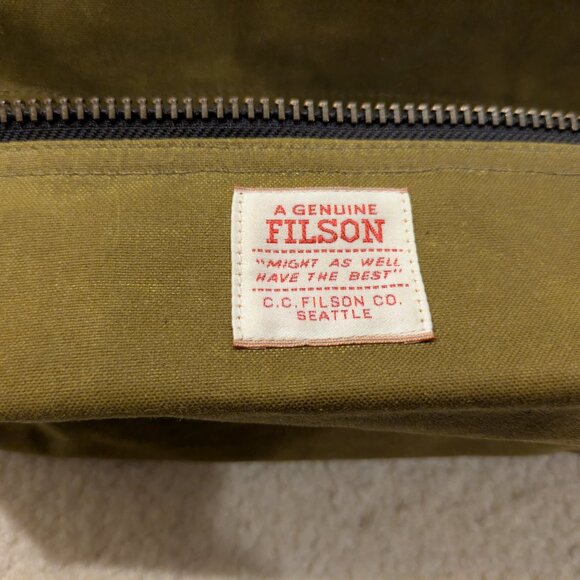 A GENUINE
FILSON
"MIGHT AS WELL
HAVE THE BEST"
C.C. FILSON CO.
SEATTLE